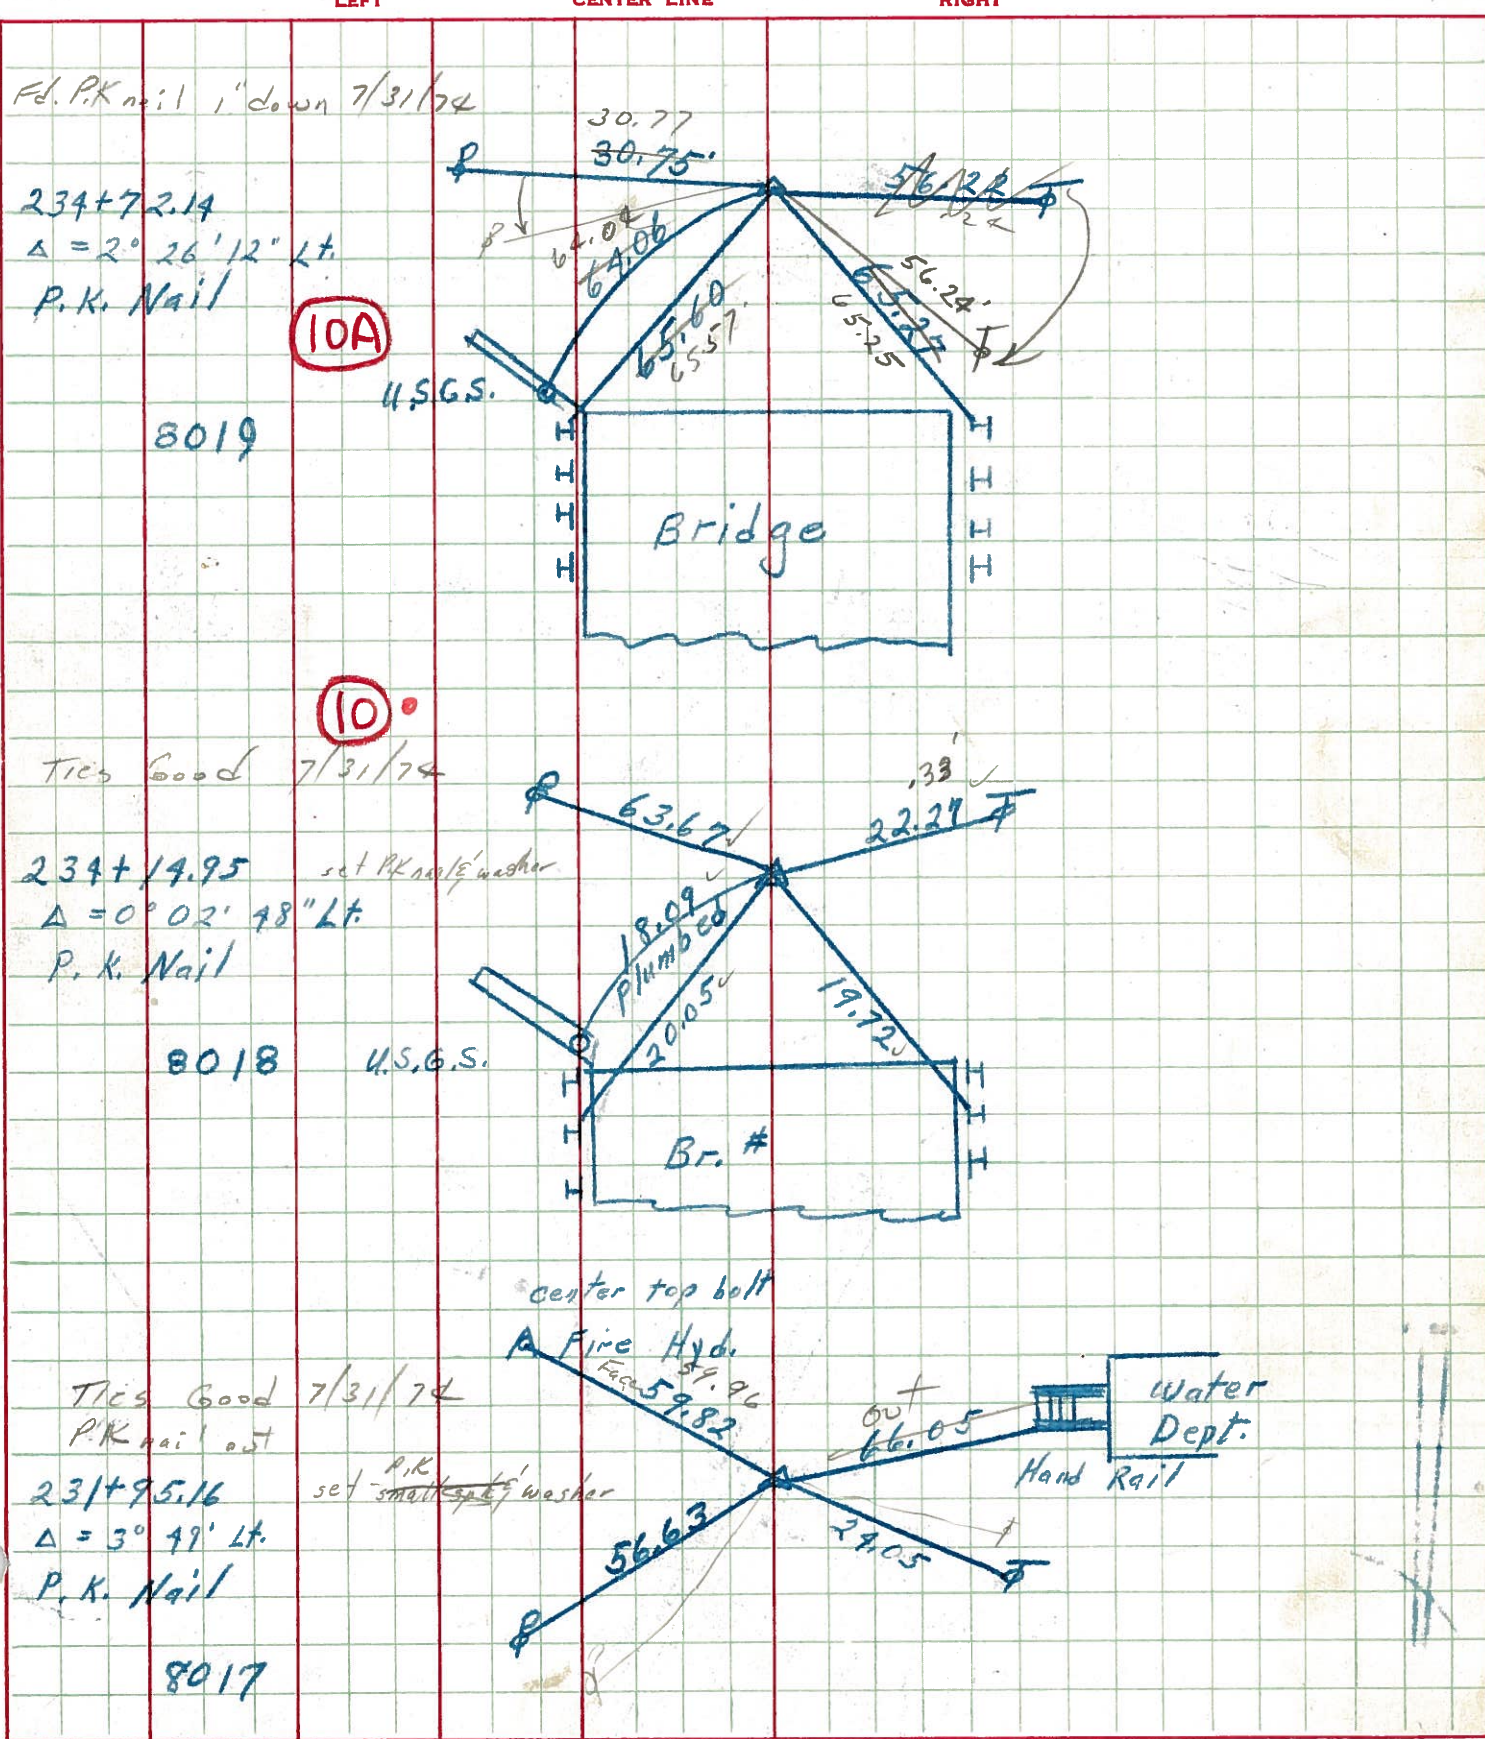 LEFT CENTER LINE RIGHT
Fd. P.K nail 1" down 7/31/74
30.77
30.75'
56.22
.24
234+72.14
Δ = 2° 26' 12" Lt.
P.K. Nail
10A
64.04
64.06
65.60
65.57
65.27
65.25
56.24'
U.S.G.S.
8019
Bridge
10
Ties Good 7/31/74
63.67
.33'
22.27
234+14.95
set P.K nail & washer
Δ = 0° 02' 48" Lt.
P.K. Nail
18.09
Plumbed
20.05
19.72
8018
U.S.G.S.
Br. #
center top bolt
Fire Hyd.
Face 59.96
59.82
Ties Good 7/31/74
P.K nail out
out
66.05
Water
Dept.
Hand Rail
231+95.16
set P.K & washer
Δ = 3° 49' Lt.
P.K. Nail
56.63
24.05
8017